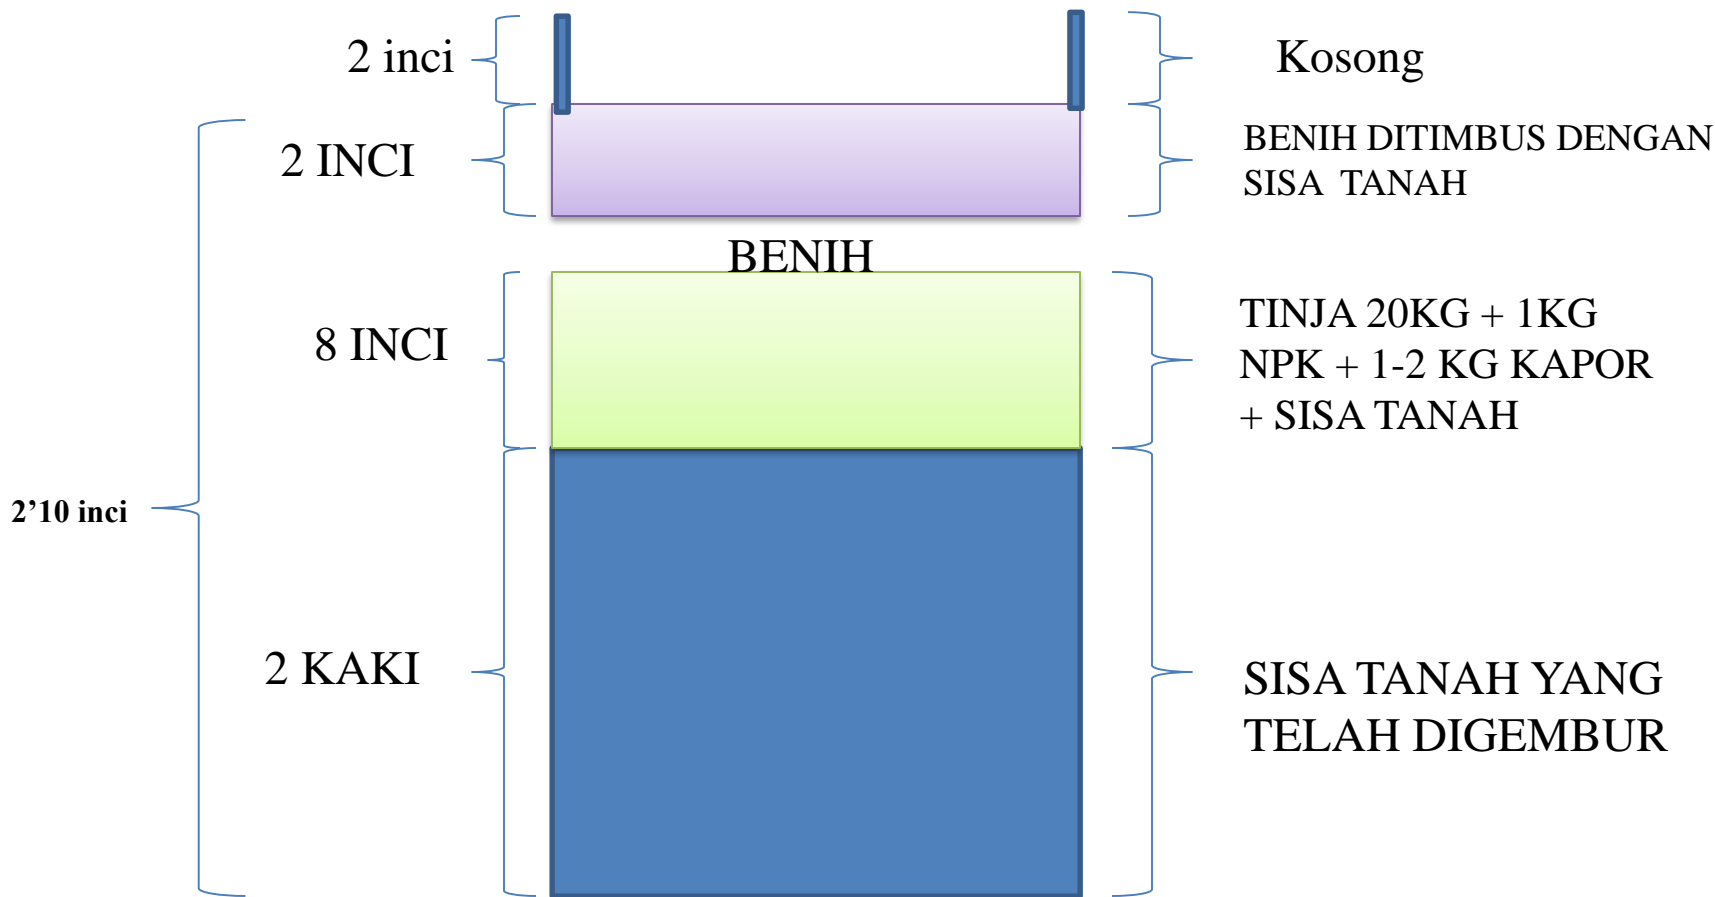 2 inci
Kosong
2 INCI
BENIH DITIMBUS DENGAN
SISA TANAH
BENIH
8 INCI
TINJA 20KG + 1KG
NPK + 1-2 KG KAPOR
+ SISA TANAH
2’10 inci
2 KAKI
SISA TANAH YANG
TELAH DIGEMBUR